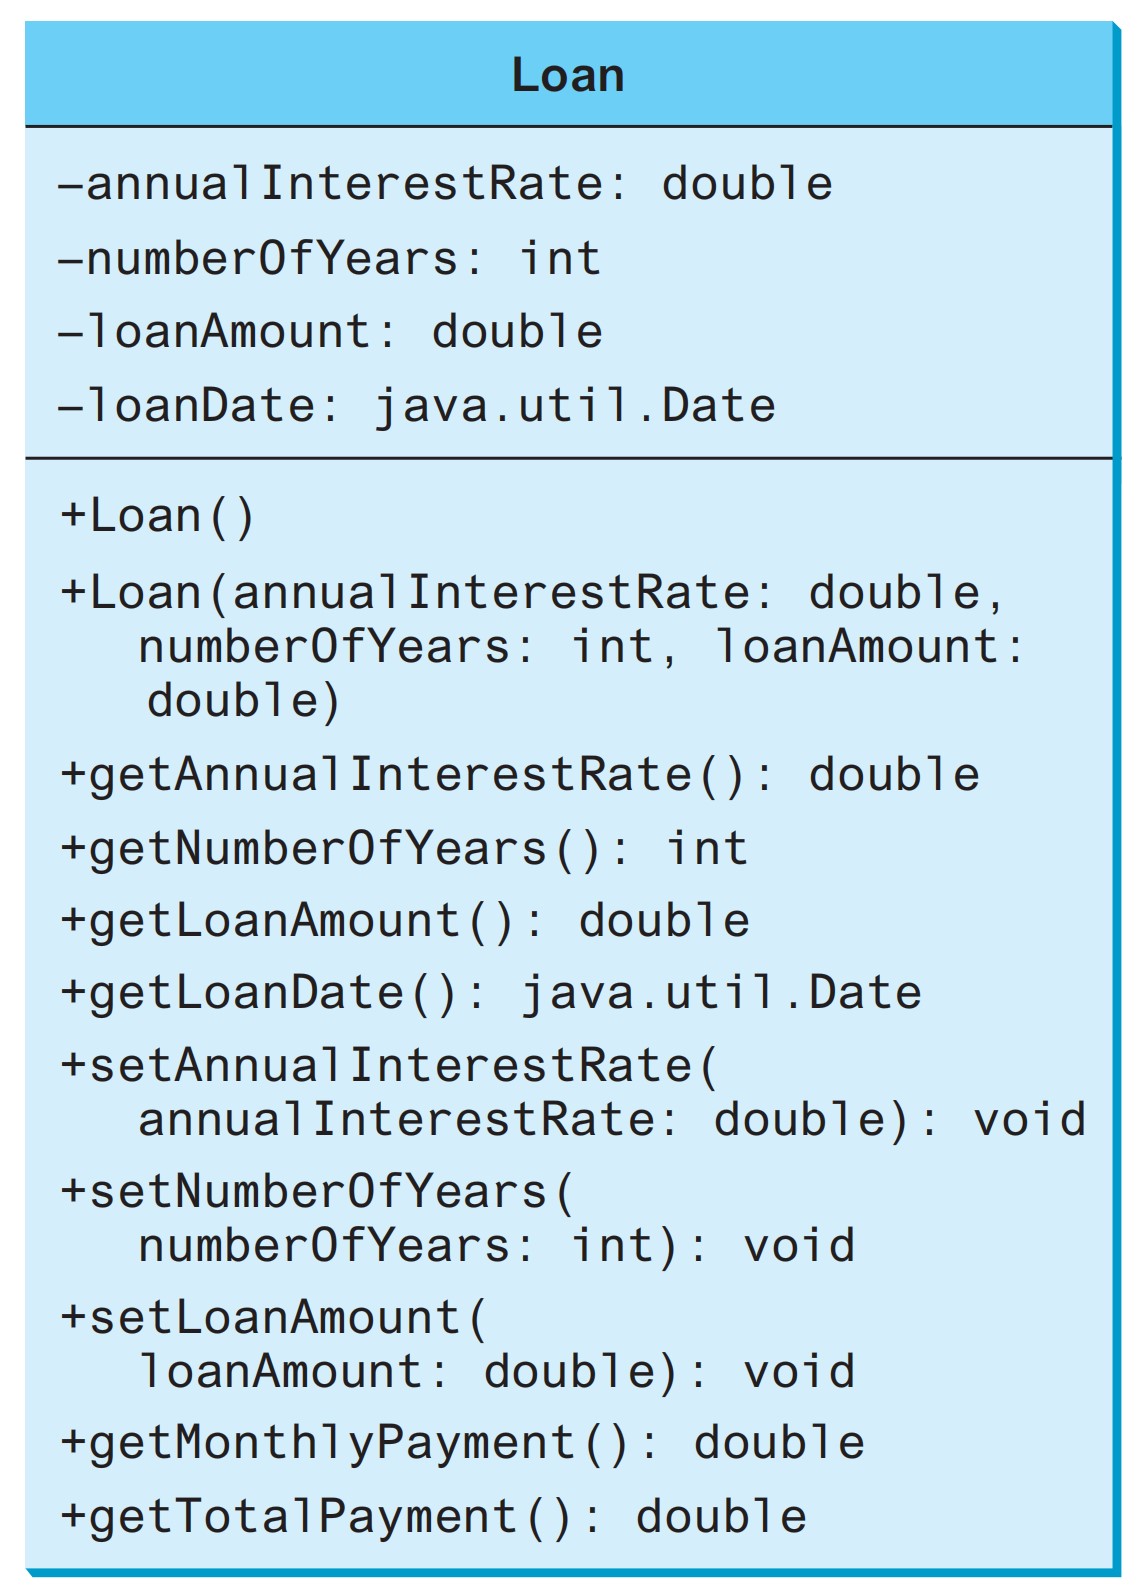 Loan
–annualInterestRate: double
–numberOfYears: int
–loanAmount: double
–loanDate: java.util.Date
+Loan()
+Loan(annualInterestRate: double,
numberOfYears: int, loanAmount:
double)
+getAnnualInterestRate(): double
+getNumberOfYears(): int
+getLoanAmount(): double
+getLoanDate(): java.util.Date
+setAnnualInterestRate(
annualInterestRate: double): void
+setNumberOfYears(
numberOfYears: int): void
+setLoanAmount(
loanAmount: double): void
+getMonthlyPayment(): double
+getTotalPayment(): double